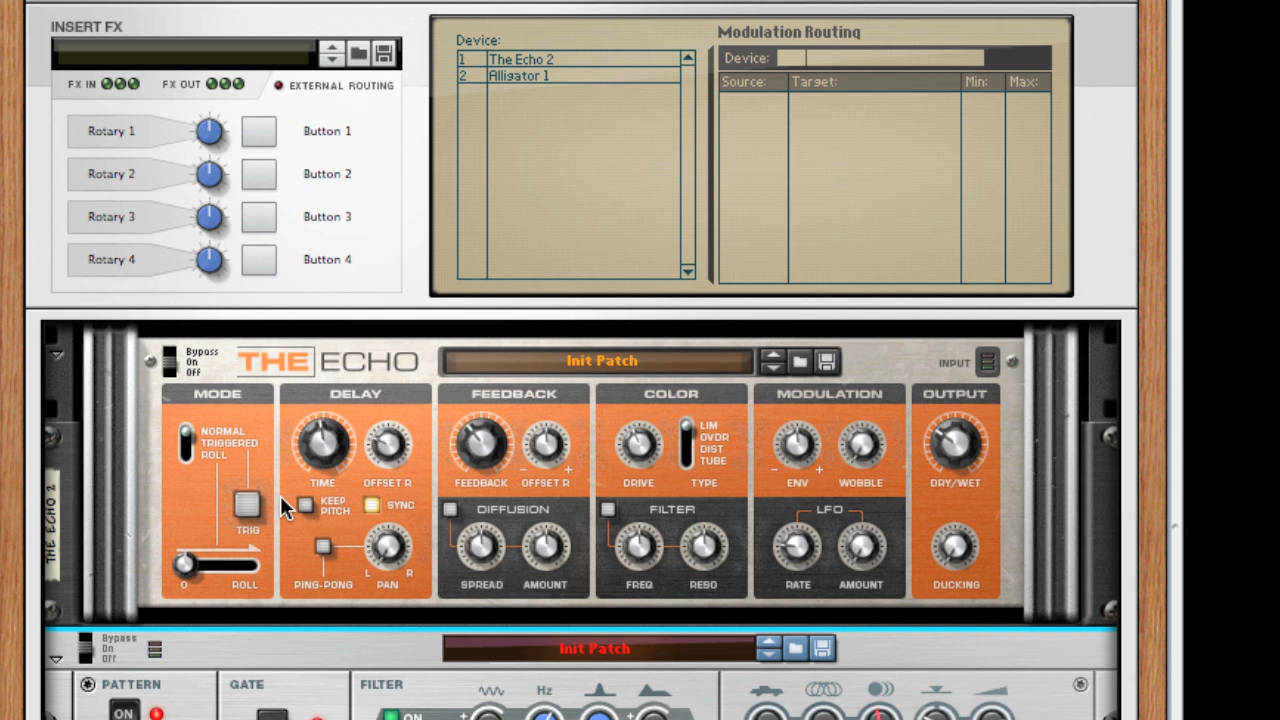 INSERT FX
FX IN
FX OUT
EXTERNAL ROUTING
Rotary 1
Button 1
Rotary 2
Button 2
Rotary 3
Button 3
Rotary 4
Button 4
Device:
1 The Echo 2
2 Alligator 1
Modulation Routing
Device:
Source: Target: Min: Max:
Bypass
On
Off
THE ECHO
Init Patch
INPUT
MODE
NORMAL
TRIGGERED
ROLL
TRIG
0 ROLL
DELAY
TIME
OFFSET R
KEEP
PITCH
SYNC
L R
PING-PONG
PAN
FEEDBACK
- +
FEEDBACK
OFFSET R
DIFFUSION
SPREAD
AMOUNT
COLOR
LIM
OVDR
DIST
TUBE
DRIVE
TYPE
FILTER
FREQ
RESO
MODULATION
- +
ENV
WOBBLE
LFO
RATE
AMOUNT
OUTPUT
DRY/WET
DUCKING
THE ECHO 2
Bypass
On
Off
Init Patch
PATTERN
ON
GATE
FILTER
Hz
ON
+
+